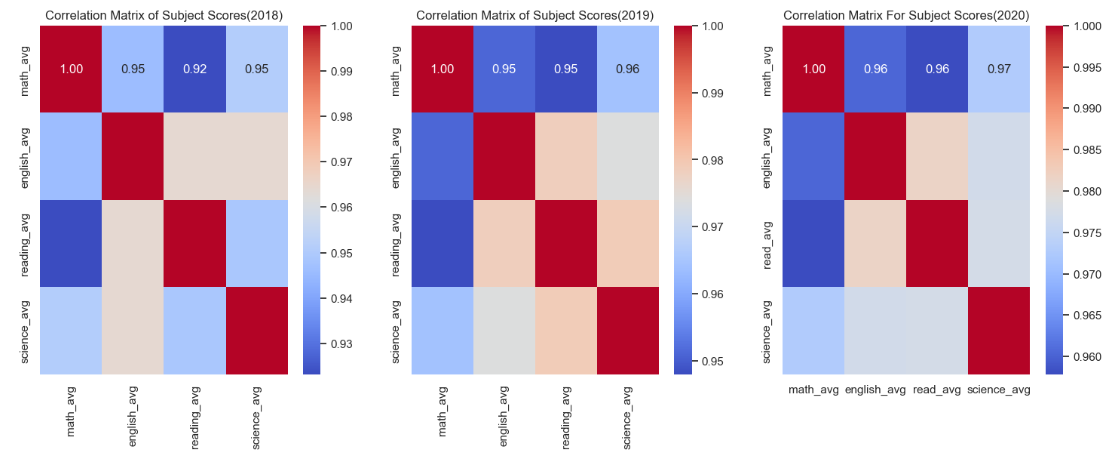 Correlation Matrix of Subject Scores(2018)
math_avg
english_avg
reading_avg
science_avg
1.00 0.95 0.92 0.95
math_avg
english_avg
reading_avg
science_avg
1.00
0.99
0.98
0.97
0.96
0.95
0.94
0.93
Correlation Matrix of Subject Scores(2019)
math_avg
english_avg
reading_avg
science_avg
1.00 0.95 0.95 0.96
math_avg
english_avg
reading_avg
science_avg
1.00
0.99
0.98
0.97
0.96
0.95
Correlation Matrix For Subject Scores(2020)
math_avg
english_avg
read_avg
science_avg
1.00 0.96 0.96 0.97
math_avg english_avg read_avg science_avg
1.000
0.995
0.990
0.985
0.980
0.975
0.970
0.965
0.960